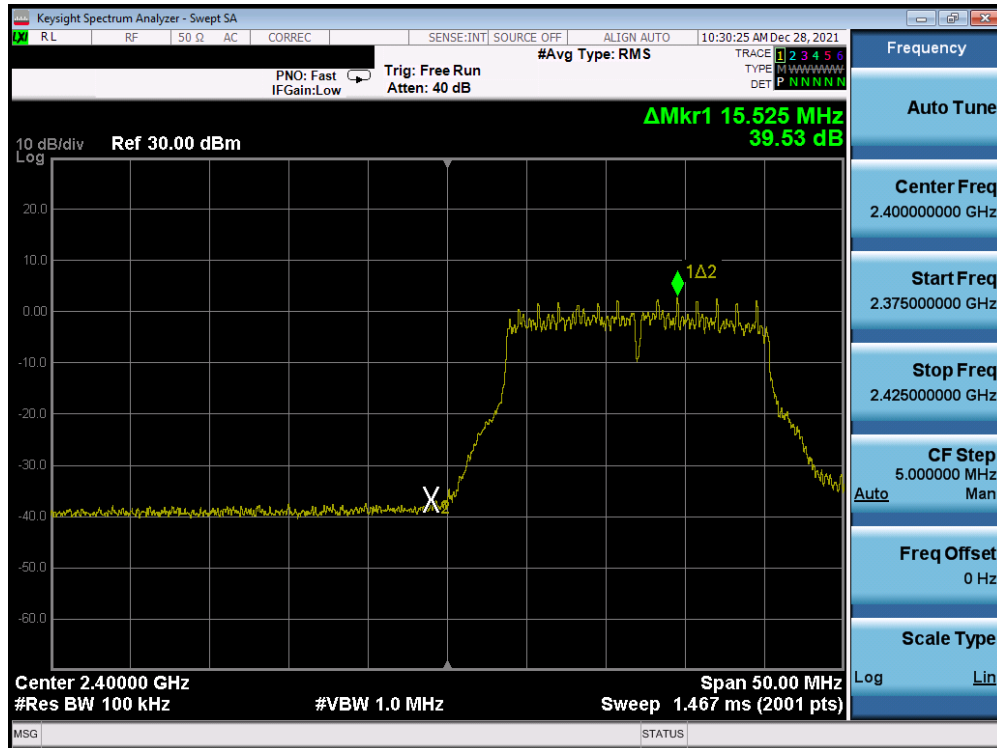 Keysight Spectrum Analyzer - Swept SA
LXI RL RF 50 Ω AC CORREC SENSE:INT SOURCE OFF ALIGN AUTO 10:30:25 AM Dec 28, 2021
#Avg Type: RMS
TRACE 1 2 3 4 5 6
TYPE M W W W W W
DET P N N N N N
PNO: Fast Trig: Free Run
IFGain:Low Atten: 40 dB
ΔMkr1 15.525 MHz
39.53 dB
10 dB/div Ref 30.00 dBm
Log
20.0
10.0
1Δ2
0.00
-10.0
-20.0
-30.0
X2
-40.0
-50.0
-60.0
Center 2.40000 GHz Span 50.00 MHz
#Res BW 100 kHz #VBW 1.0 MHz Sweep 1.467 ms (2001 pts)
MSG STATUS
Frequency
Auto Tune
Center Freq
2.400000000 GHz
Start Freq
2.375000000 GHz
Stop Freq
2.425000000 GHz
CF Step
5.000000 MHz
Auto Man
Freq Offset
0 Hz
Scale Type
Log Lin